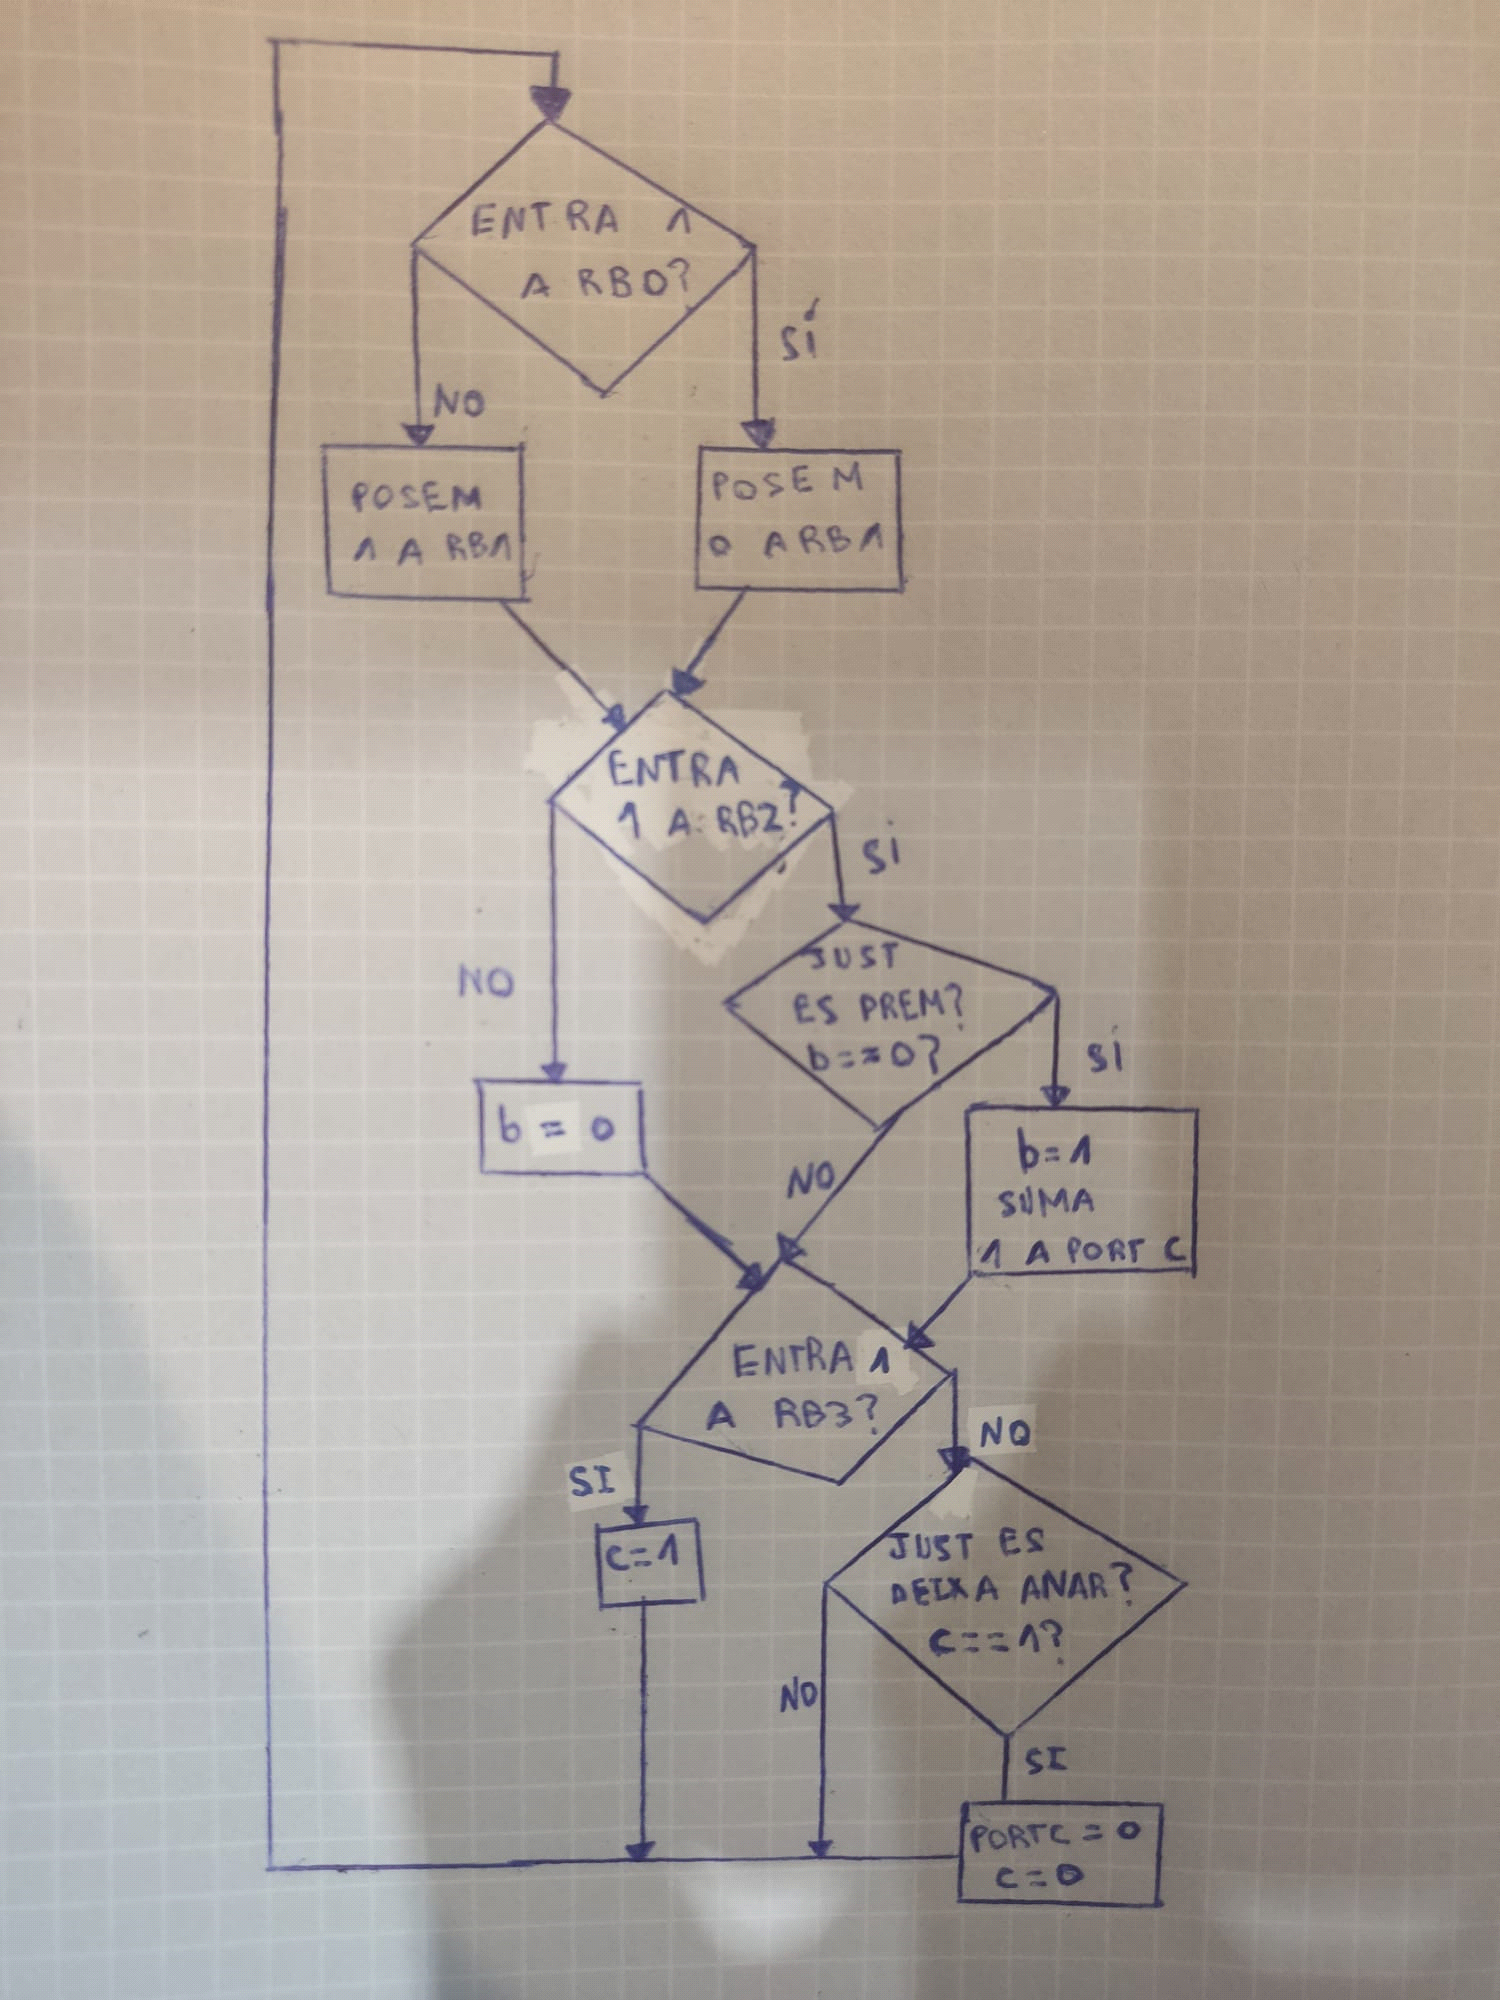 ENTRA 1
A RB0?
SÍ
NO
POSEM
1 A RB1
POSEM
0 A RB1
ENTRA
1 A RB2?
SI
NO
JUST
ES PREM?
b==0?
SI
b = 0
NO
b=1
SUMA
1 A PORT C
ENTRA 1
A RB3?
NO
SI
c=1
JUST ES
DEIXA ANAR?
c==1?
NO
SI
PORTC = 0
c=0